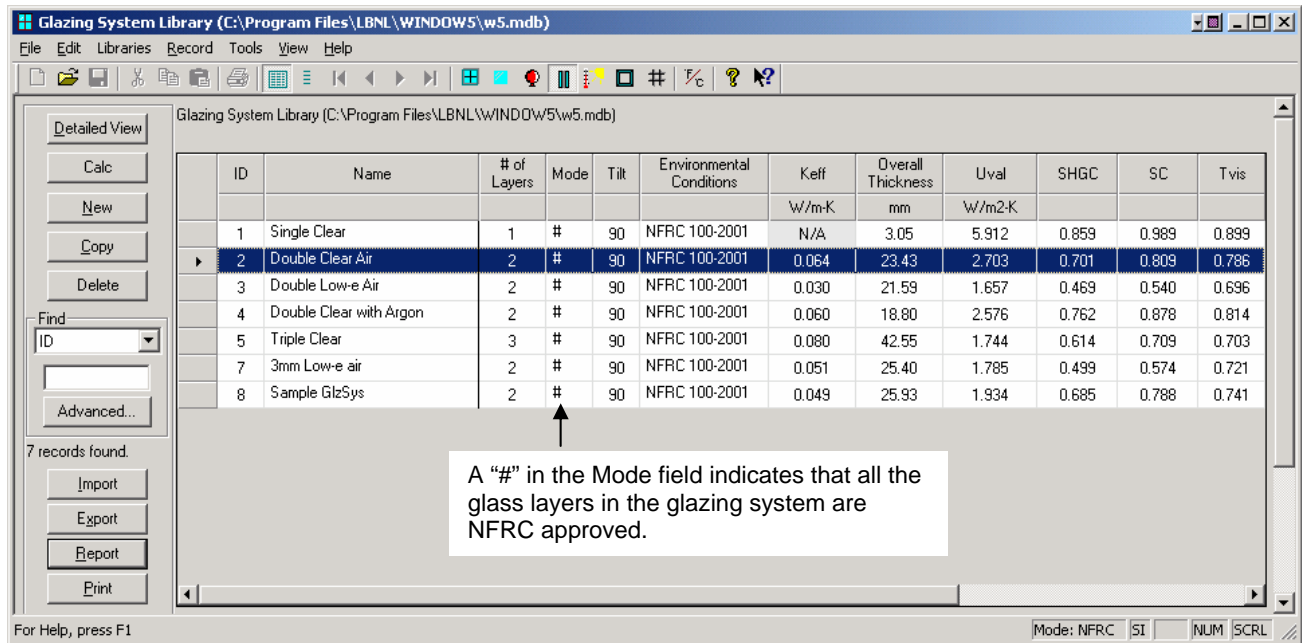 Glazing System Library (C:\Program Files\LBNL\WINDOW5\w5.mdb)
File Edit Libraries Record Tools View Help
Detailed View
Calc
New
Copy
Delete
Find
ID
Advanced...
7 records found.
Import
Export
Report
Print
Glazing System Library (C:\Program Files\LBNL\WINDOW5\w5.mdb)
ID Name # of Layers Mode Tilt Environmental Conditions Keff Overall Thickness Uval SHGC SC Tvis
W/m-K mm W/m2-K
1 Single Clear 1 # 90 NFRC 100-2001 N/A 3.05 5.912 0.859 0.989 0.899
2 Double Clear Air 2 # 90 NFRC 100-2001 0.064 23.43 2.703 0.701 0.809 0.786
3 Double Low-e Air 2 # 90 NFRC 100-2001 0.030 21.59 1.657 0.469 0.540 0.696
4 Double Clear with Argon 2 # 90 NFRC 100-2001 0.060 18.80 2.576 0.762 0.878 0.814
5 Triple Clear 3 # 90 NFRC 100-2001 0.080 42.55 1.744 0.614 0.709 0.703
7 3mm Low-e air 2 # 90 NFRC 100-2001 0.051 25.40 1.785 0.499 0.574 0.721
8 Sample GlzSys 2 # 90 NFRC 100-2001 0.049 25.93 1.934 0.685 0.788 0.741
A “#” in the Mode field indicates that all the
glass layers in the glazing system are
NFRC approved.
For Help, press F1
Mode: NFRC SI NUM SCRL